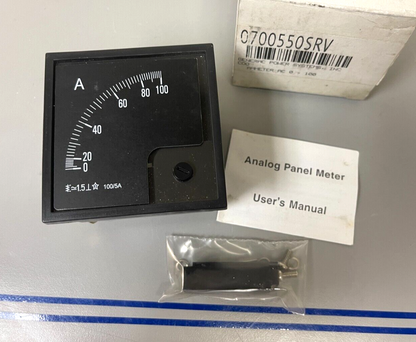 0700550SRV
A
100
80
60
40
20
0
1.5
100/5A
Analog Panel Meter
User's Manual